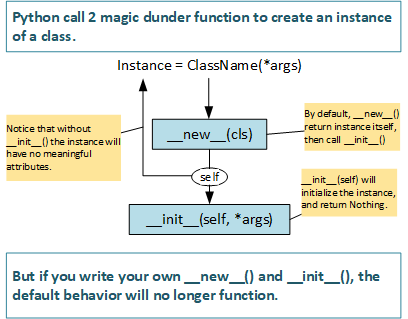 Python call 2 magic dunder function to create an instance
of a class.
Instance = ClassName(*args)
Notice that without
__init__() the instance will
have no meaningful
attributes.
__new__(cls)
By default, __new__()
return instance itself,
then call __init__()
self
__init__(self, *args)
__init__(self) will
initialize the instance,
and return Nothing.
But if you write your own __new__() and __init__(), the
default behavior will no longer function.